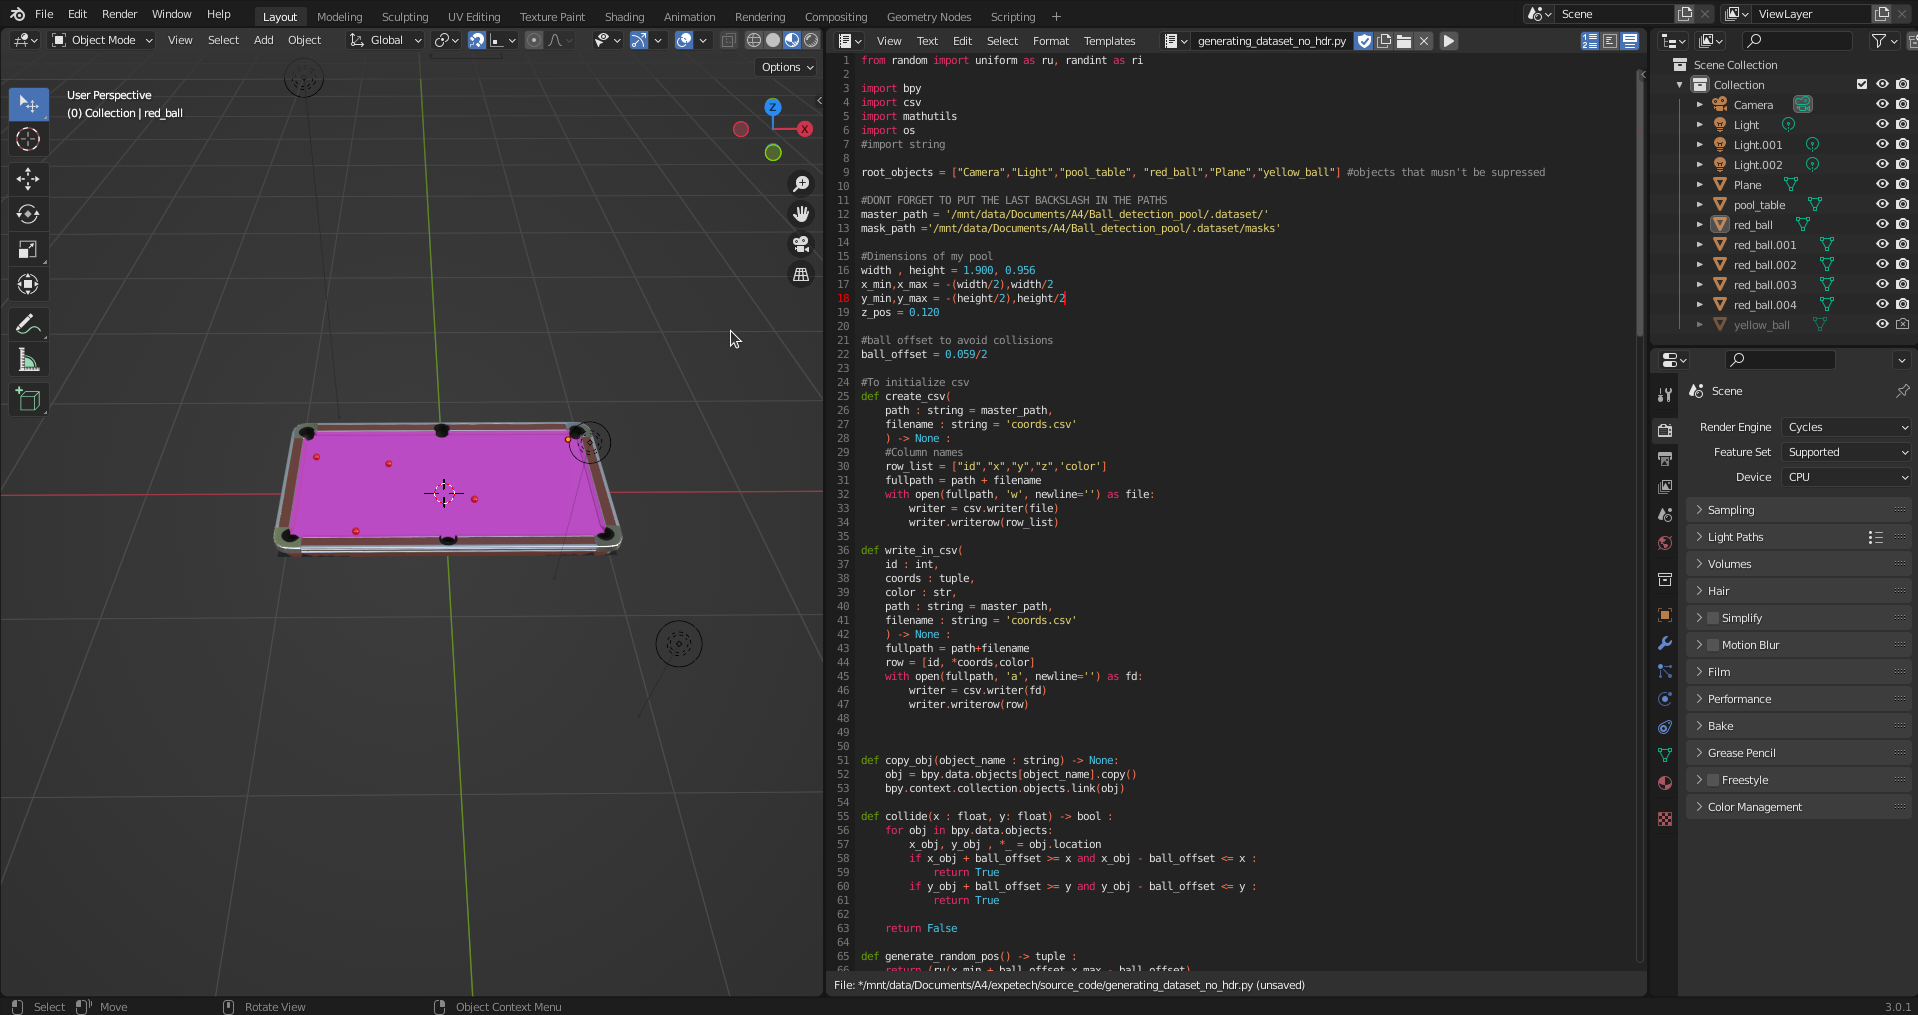 File Edit Render Window Help Layout Modeling Sculpting UV Editing Texture Paint Shading Animation Rendering Compositing Geometry Nodes Scripting + Scene ViewLayer
Object Mode View Select Add Object Global
Options
User Perspective
(0) Collection | red_ball
Z
X
View Text Edit Select Format Templates generating_dataset_no_hdr.py
1 from random import uniform as ru, randint as ri
2
3 import bpy
4 import csv
5 import mathutils
6 import os
7 #import string
8
9 root_objects = ["Camera","Light","pool_table", "red_ball","Plane","yellow_ball"] #objects that musn't be supressed
10
11 #DONT FORGET TO PUT THE LAST BACKSLASH IN THE PATHS
12 master_path = '/mnt/data/Documents/A4/Ball_detection_pool/.dataset/'
13 mask_path ='/mnt/data/Documents/A4/Ball_detection_pool/.dataset/masks'
14
15 #Dimensions of my pool
16 width , height = 1.900, 0.956
17 x_min,x_max = -(width/2),width/2
18 y_min,y_max = -(height/2),height/2
19 z_pos = 0.120
20
21 #ball offset to avoid collisions
22 ball_offset = 0.059/2
23
24 #To initialize csv
25 def create_csv(
26 path : string = master_path,
27 filename : string = 'coords.csv'
28 ) -> None :
29 #Column names
30 row_list = ["id","x","y","z",'color']
31 fullpath = path + filename
32 with open(fullpath, 'w', newline='') as file:
33 writer = csv.writer(file)
34 writer.writerow(row_list)
35
36 def write_in_csv(
37 id : int,
38 coords : tuple,
39 color : str,
40 path : string = master_path,
41 filename : string = 'coords.csv'
42 ) -> None :
43 fullpath = path+filename
44 row = [id, *coords,color]
45 with open(fullpath, 'a', newline='') as fd:
46 writer = csv.writer(fd)
47 writer.writerow(row)
48
49
50
51 def copy_obj(object_name : string) -> None:
52 obj = bpy.data.objects[object_name].copy()
53 bpy.context.collection.objects.link(obj)
54
55 def collide(x : float, y: float) -> bool :
56 for obj in bpy.data.objects:
57 x_obj, y_obj , *_ = obj.location
58 if x_obj + ball_offset >= x and x_obj - ball_offset <= x :
59 return True
60 if y_obj + ball_offset >= y and y_obj - ball_offset <= y :
61 return True
62
63 return False
64
65 def generate_random_pos() -> tuple :
66 return (ru(x_min + ball_offset,x_max - ball_offset)
File: */mnt/data/Documents/A4/expetech/source_code/generating_dataset_no_hdr.py (unsaved)
Scene Collection
Collection
Camera
Light
Light.001
Light.002
Plane
pool_table
red_ball
red_ball.001
red_ball.002
red_ball.003
red_ball.004
yellow_ball
Scene
Render Engine Cycles
Feature Set Supported
Device CPU
Sampling
Light Paths
Volumes
Hair
Simplify
Motion Blur
Film
Performance
Bake
Grease Pencil
Freestyle
Color Management
Select Move Rotate View Object Context Menu 3.0.1